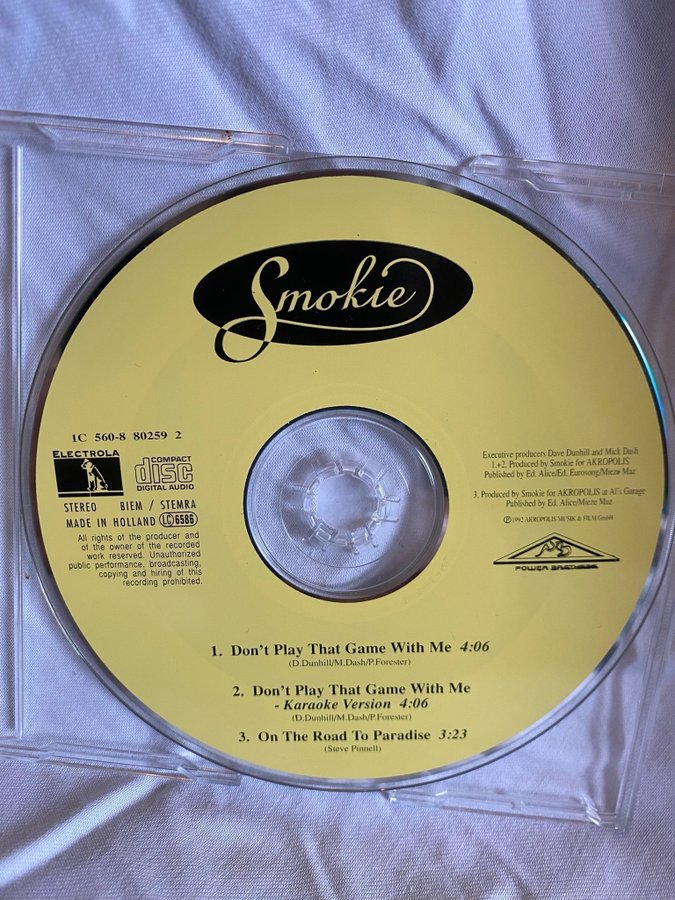 Smokie
1C 560-8 80259 2
ELECTROLA
COMPACT
disc
DIGITAL AUDIO
STEREO BIEM / STEMRA
MADE IN HOLLAND LC 6586
All rights of the producer and
of the owner of the recorded
work reserved. Unauthorized
public performance, broadcasting,
copying and hiring of this
recording prohibited.
Executive producers Dave Dunhill and Mick Dash
1.+2. Produced by Smokie for AKROPOLIS
Published by Ed. Alice/Ed. Eurosong/Mieze Maz
3. Produced by Smokie for AKROPOLIS at Al's Garage
Published by Ed. Alice/Mieze Maz
℗ 1992 AKROPOLIS MUSIK & FILM GmbH
POWER BROTHERS
1. Don't Play That Game With Me 4:06
(D.Dunhill/M.Dash/P.Forester)
2. Don't Play That Game With Me
- Karaoke Version 4:06
(D.Dunhill/M.Dash/P.Forester)
3. On The Road To Paradise 3:23
(Steve Pinnell)